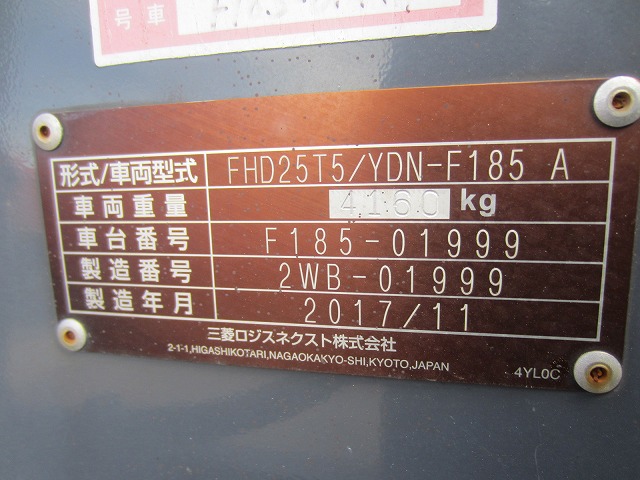 号 車
形式/車両型式 FHD25T5/YDN-F185 A
車両重量 4160 kg
車台番号 F185-01999
製造番号 2WB-01999
製造年月 2017/11
三菱ロジスネクスト株式会社
2-1-1,HIGASHIKOTARI,NAGAOKAKYO-SHI,KYOTO,JAPAN
4YL0C